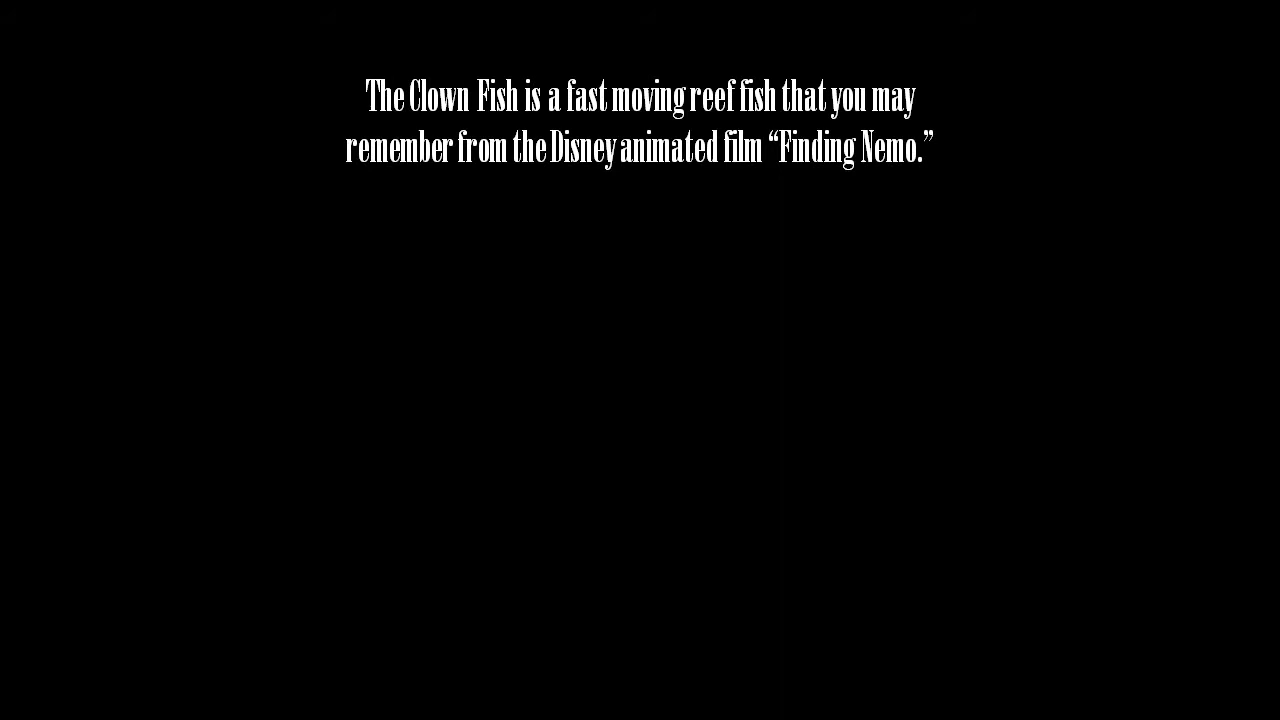 The Clown Fish is a fast moving reef fish that you may
remember from the Disney animated film “Finding Nemo.”